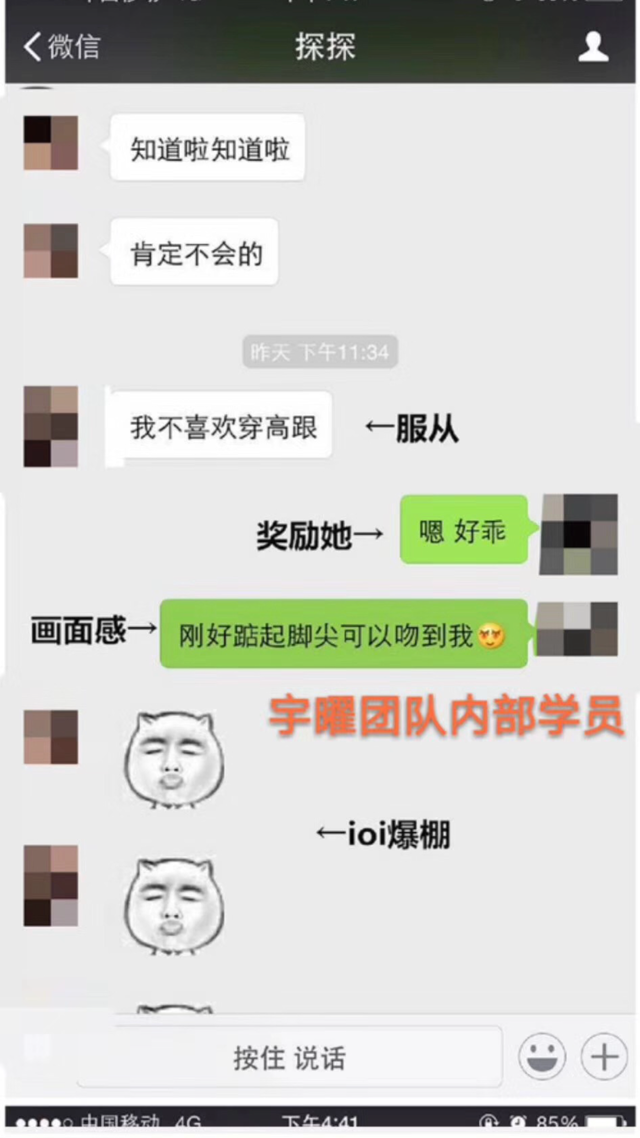 微信
探探
知道啦知道啦
肯定不会的
昨天 下午11:34
我不喜欢穿高跟
←服从
奖励她→
嗯 好乖
画面感→
刚好踮起脚尖可以吻到我😍
宇曜团队内部学员
←ioi爆棚
按住 说话
中国移动 4G
下午4:41
85%